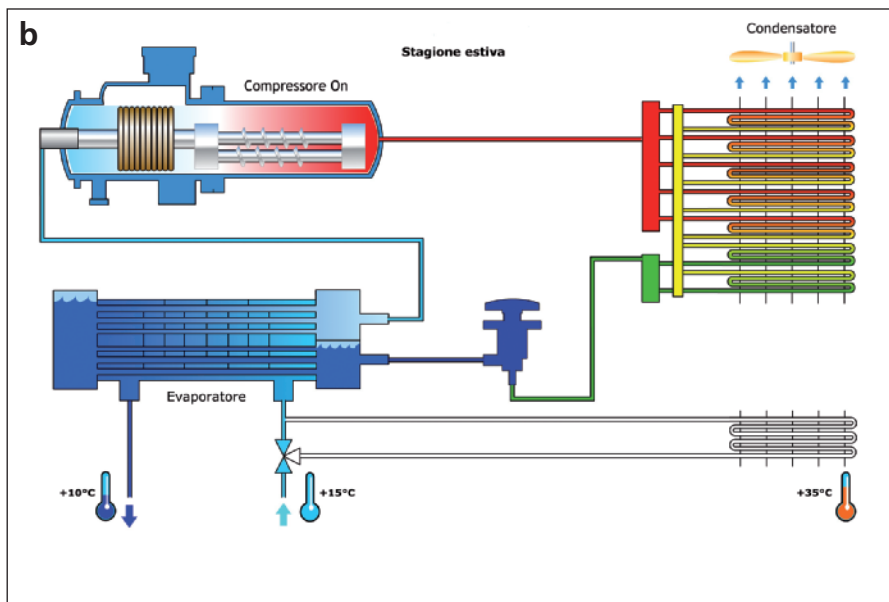 b
Stagione estiva
Condensatore
Compressore On
Evaporatore
+10°C
+15°C
+35°C